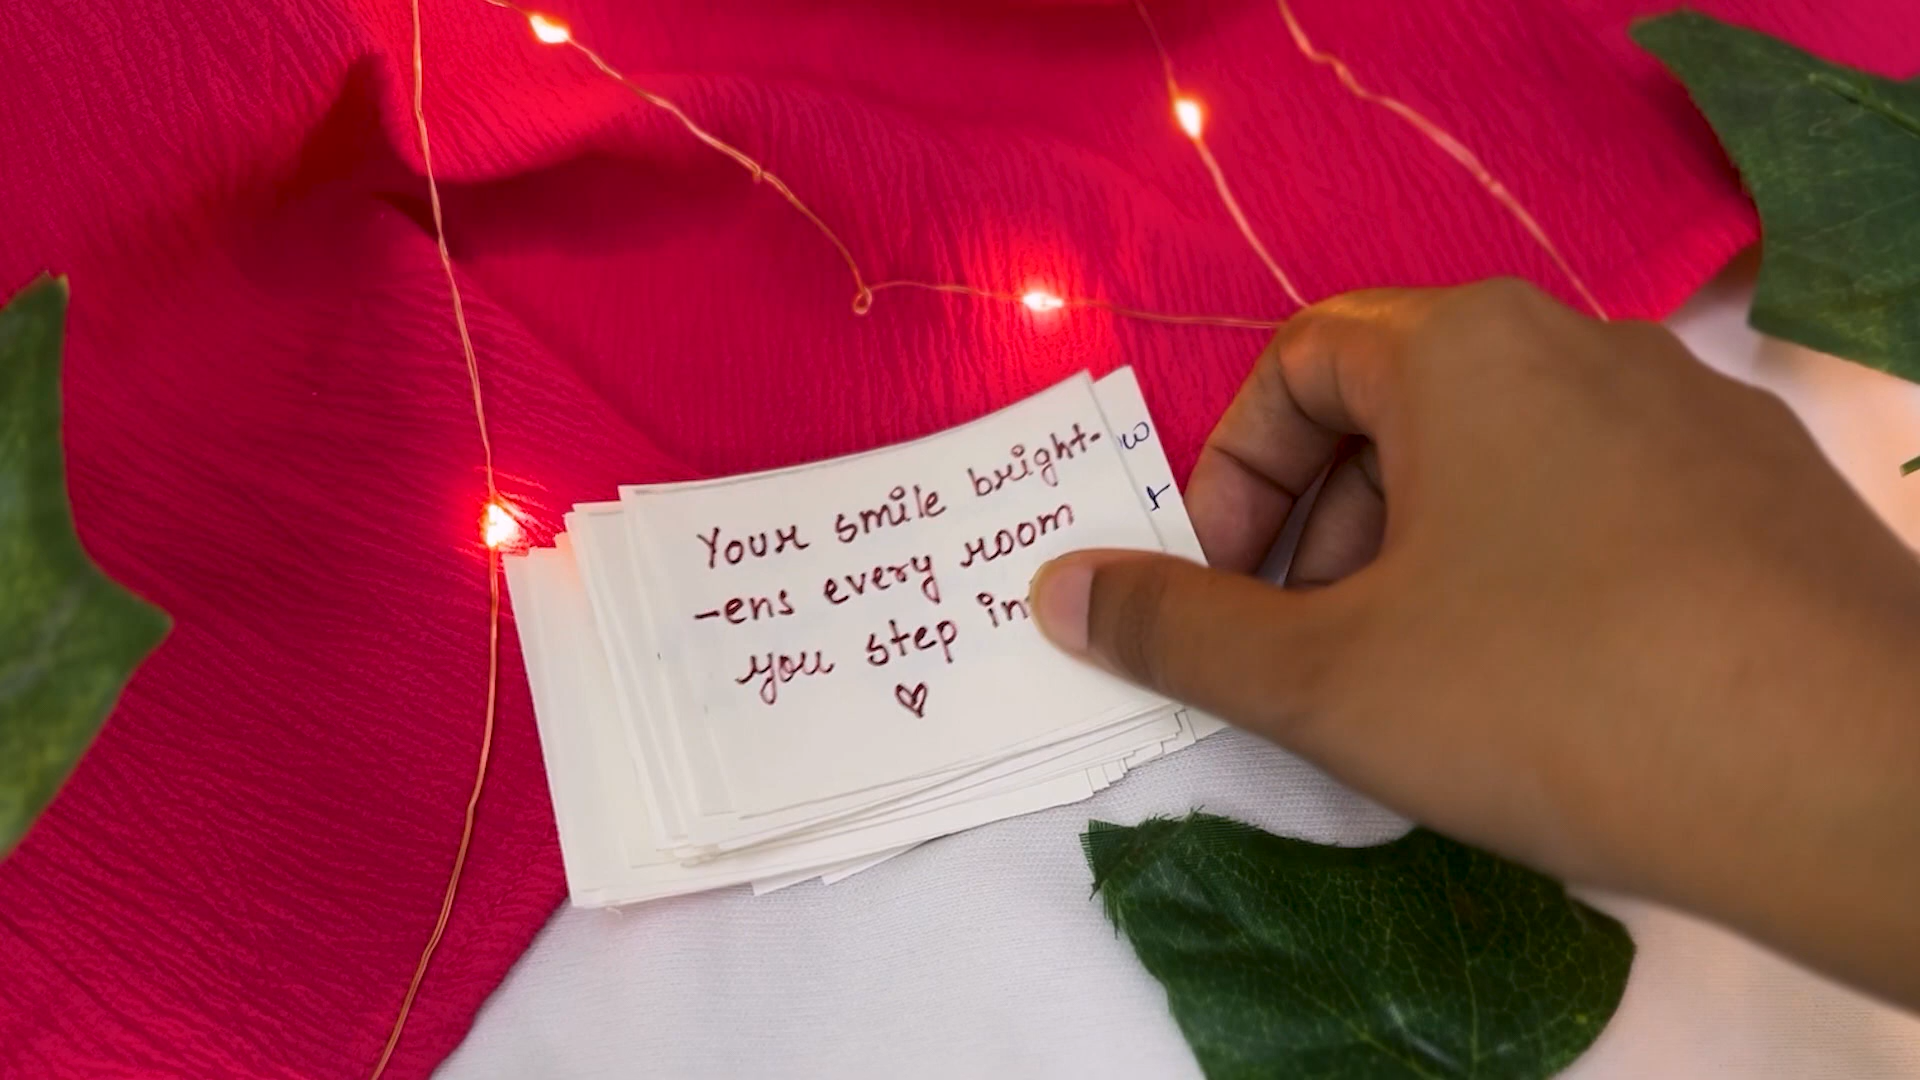 Your smile bright-
-ens every room
you step in
♡